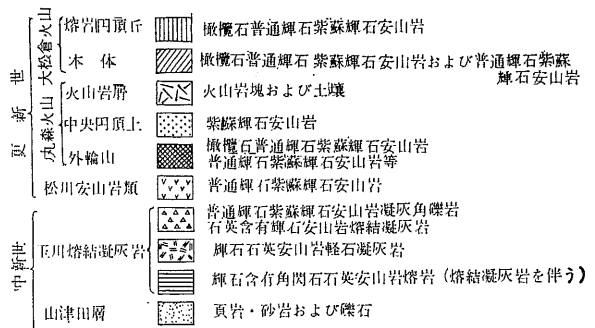 更新世
大松倉火山
熔岩円頂丘 橄欖石普通輝石紫蘇輝石安山岩
本体 橄欖石普通輝石紫蘇輝石安山岩および普通輝石紫蘇
輝石安山岩
丸森火山
火山岩屑 火山岩塊および土壌
中央円頂丘 紫蘇輝石安山岩
外輪山 橄欖石普通輝石紫蘇輝石安山岩
普通輝石紫蘇輝石安山岩等
松川安山岩類 普通輝石紫蘇輝石安山岩
中新世
玉川熔結凝灰岩
普通輝石紫蘇輝石安山岩凝灰角礫岩
石英含有輝石安山岩熔結凝灰岩
輝石石英安山岩軽石凝灰岩
輝石含有角閃石石英安山岩熔岩(熔結凝灰岩を伴う)
山津田層 頁岩・砂岩および礫石